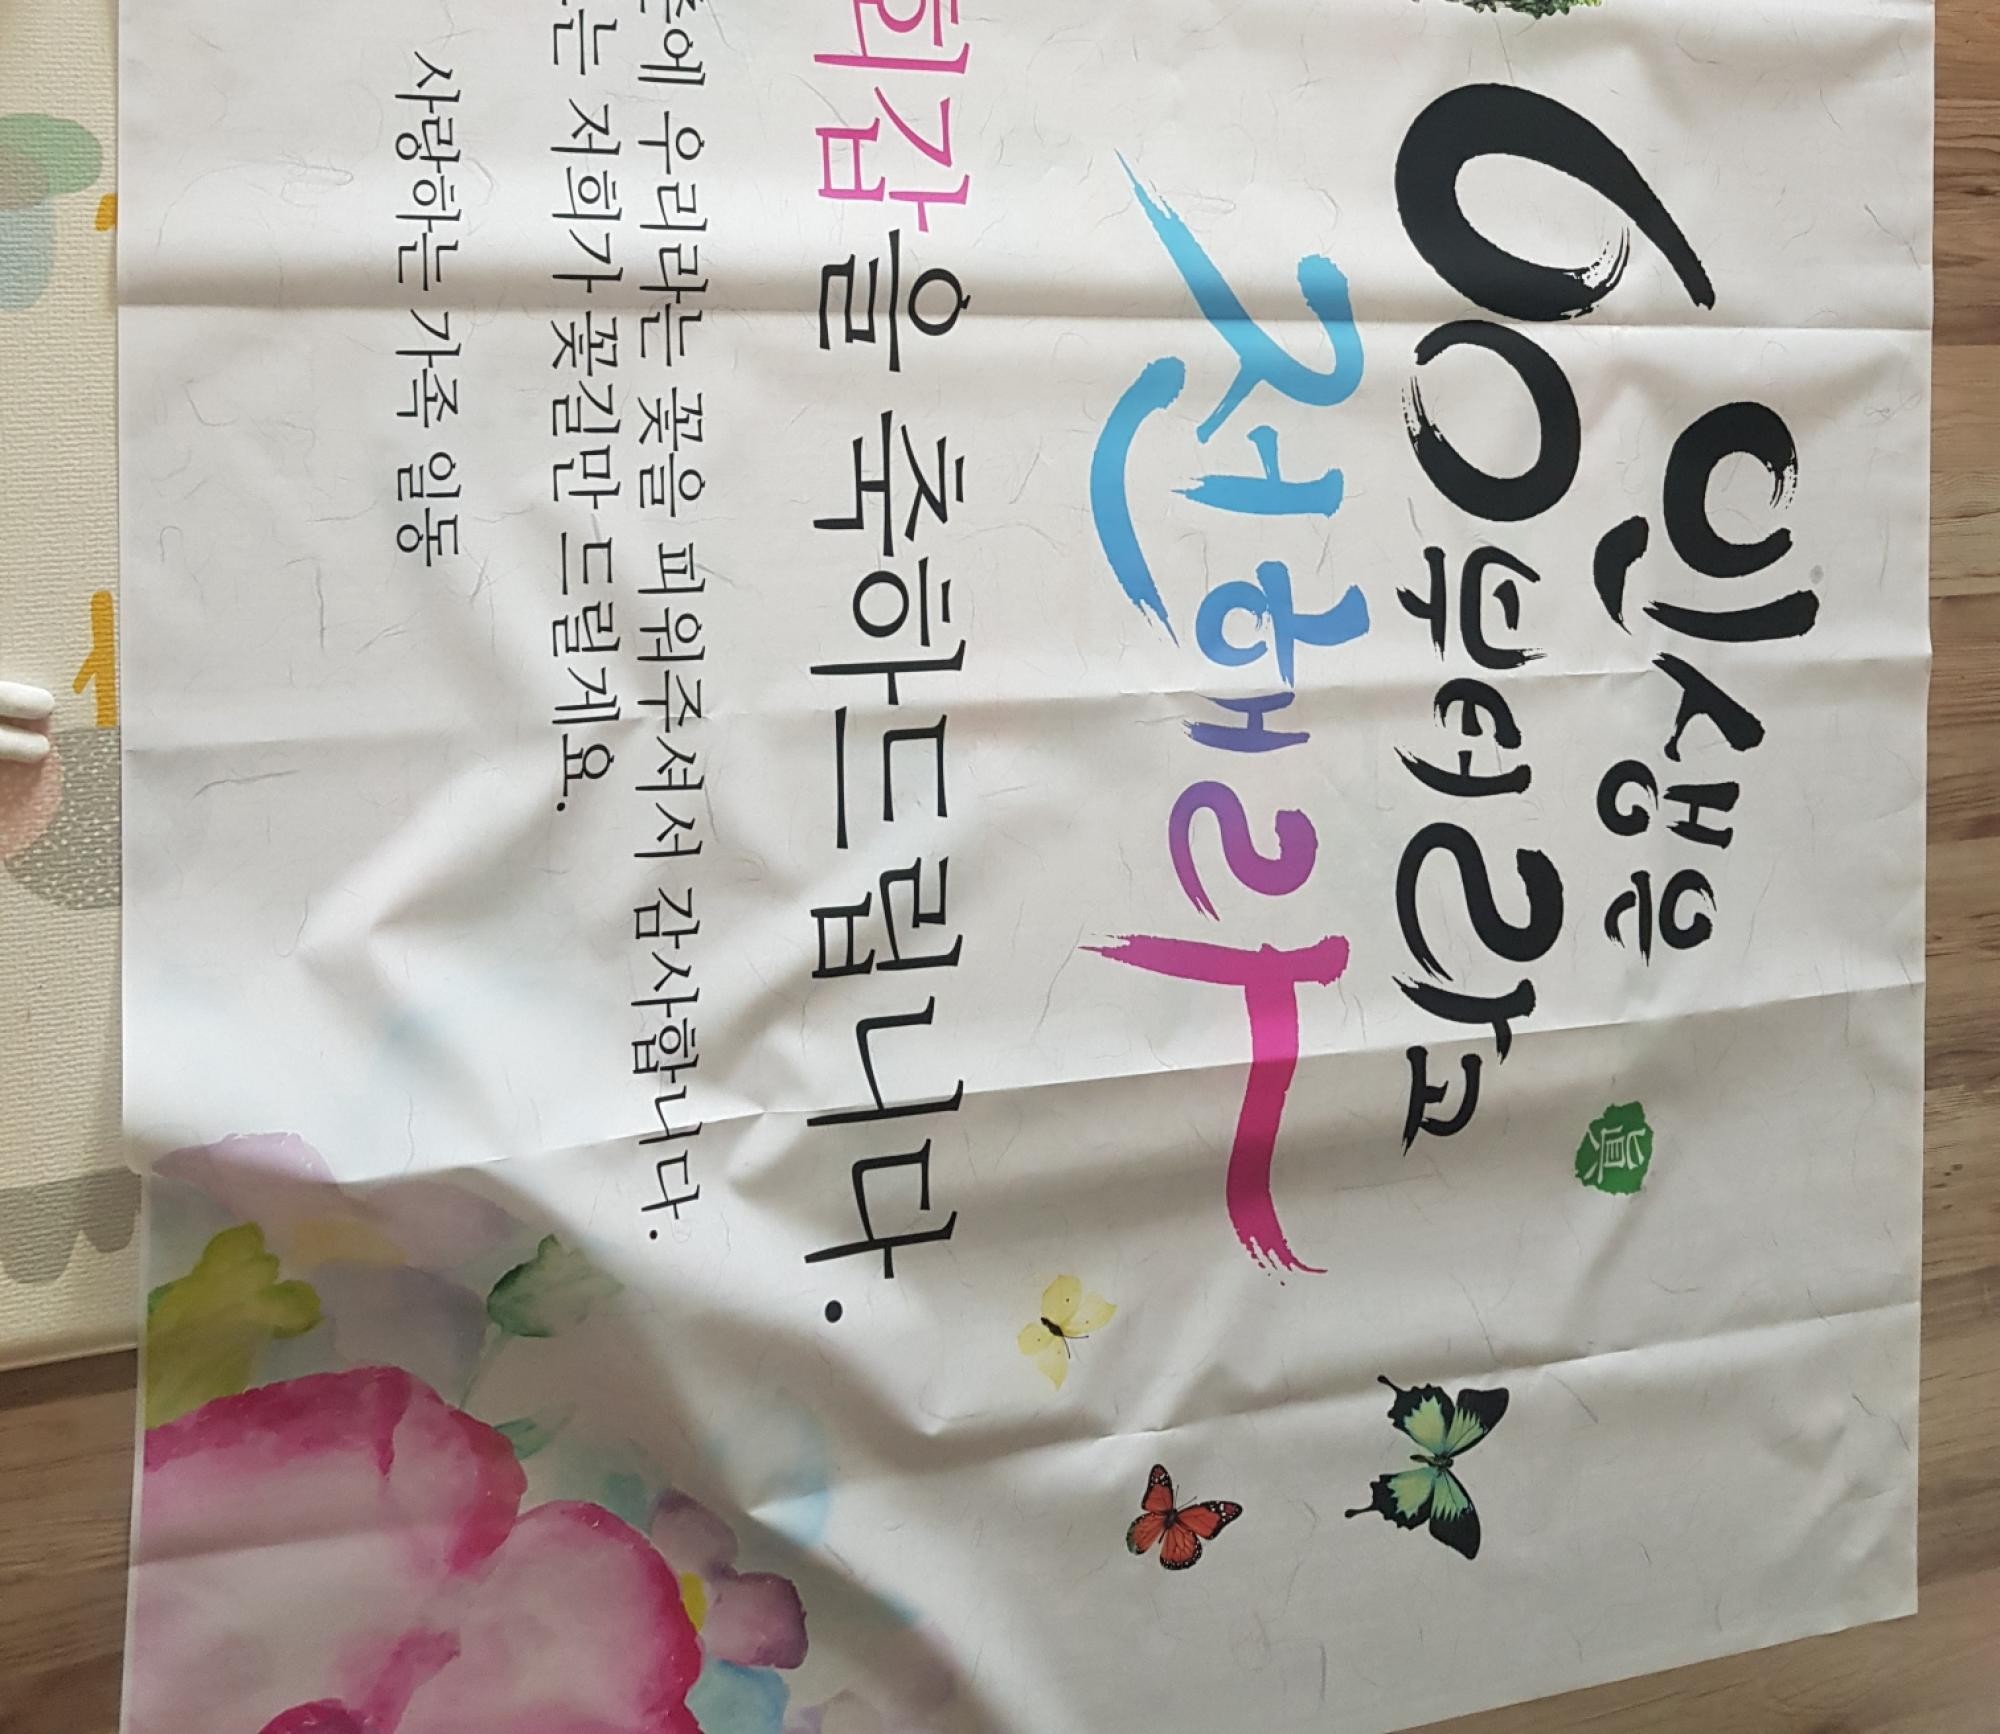 인생은
60부터라고
전해라
眞
회갑을 축하드립니다.
우리라는 꽃을 피워주셔서 감사합니다.
는 저희가 꽃길만 드릴게요.
사랑하는 가족 일동